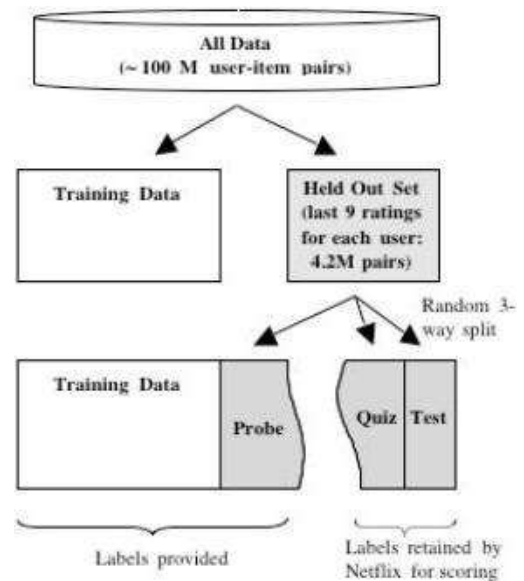 All Data
(~ 100 M user-item pairs)
Training Data
Held Out Set
(last 9 ratings
for each user:
4.2M pairs)
Random 3-
way split
Training Data
Probe
Quiz
Test
Labels provided
Labels retained by
Netflix for scoring